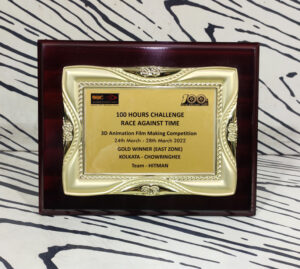 100
100 HOURS CHALLENGE
RACE AGAINST TIME
3D Animation Film Making Competition
24th March - 28th March 2022
GOLD WINNER (EAST ZONE)
KOLKATA - CHOWRINGHEE
Team - HITMAN